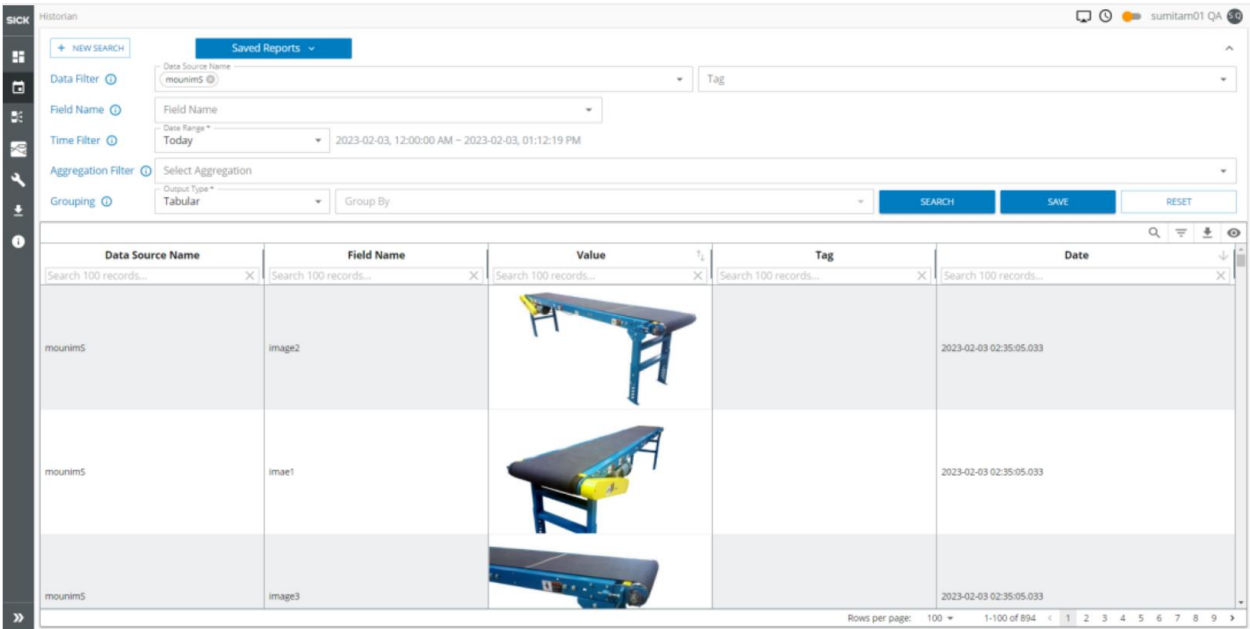 SICK Historian sumitam01 QA SQ
+ NEW SEARCH Saved Reports
Data Source Name
Data Filter mounimS Tag
Field Name Field Name
Date Range *
Time Filter Today 2023-02-03, 12:00:00 AM ~ 2023-02-03, 01:12:19 PM
Aggregation Filter Select Aggregation
Output Type *
Grouping Tabular Group By SEARCH SAVE RESET
Data Source Name Field Name Value Tag Date
Search 100 records... Search 100 records... Search 100 records... Search 100 records... Search 100 records...
mounimS image2 2023-02-03 02:35:05.033
mounimS imae1 2023-02-03 02:35:05.033
mounimS image3 2023-02-03 02:35:05.033
Rows per page: 100 1-100 of 894 < 1 2 3 4 5 6 7 8 9 >